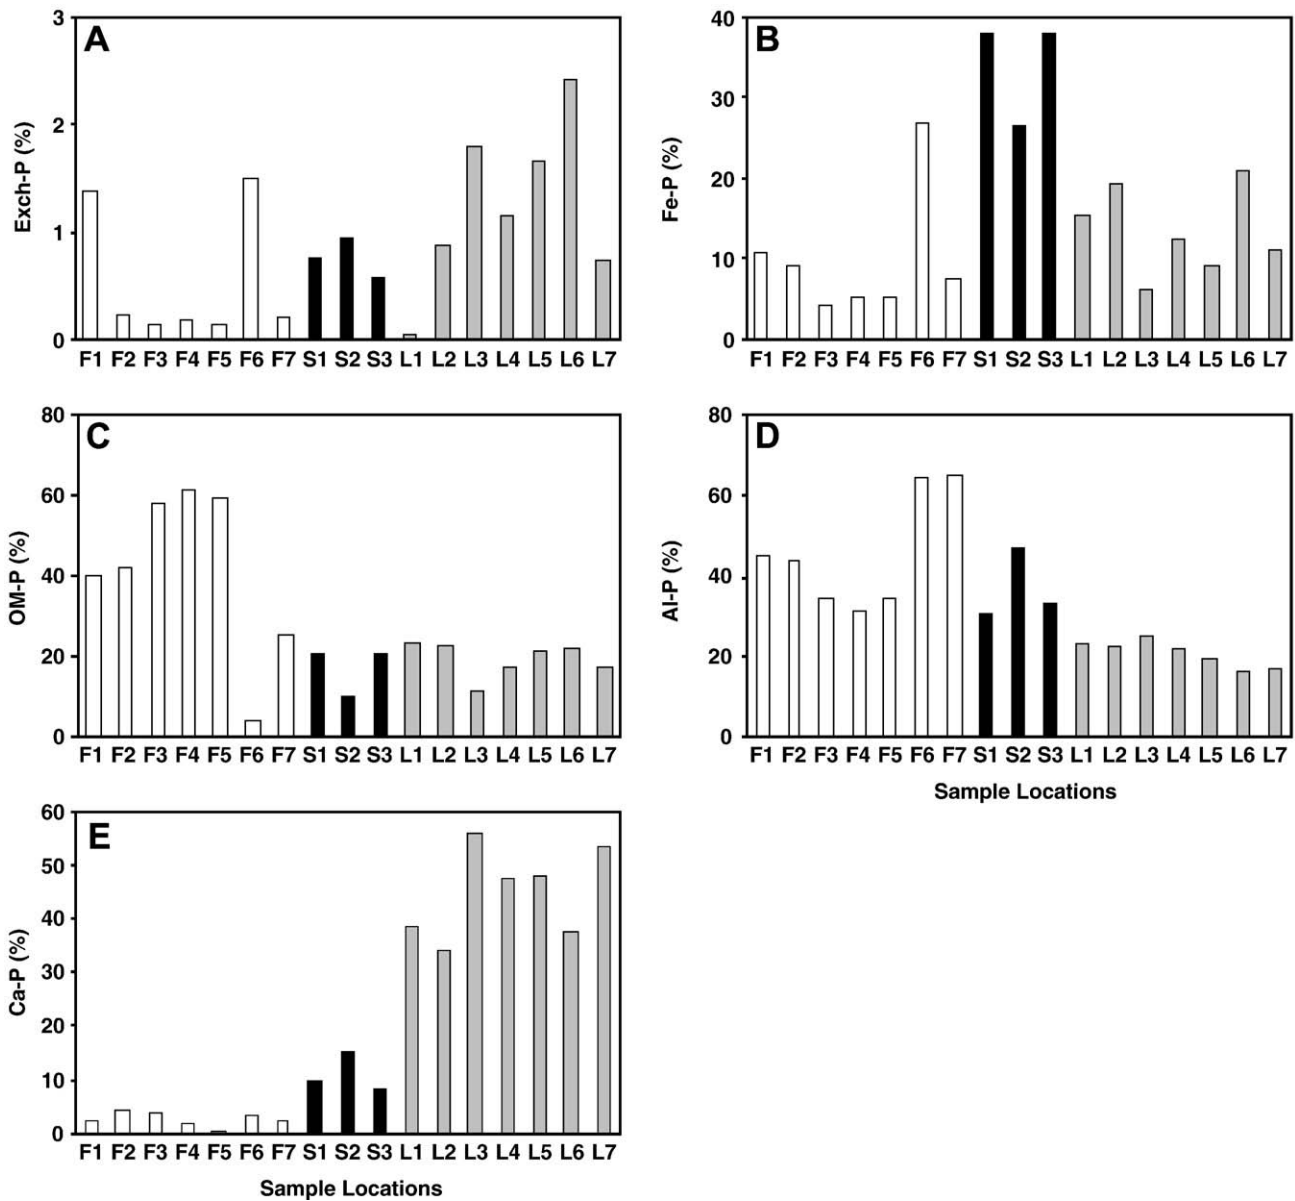 A
Exch-P (%)
3
2
1
0
F1 F2 F3 F4 F5 F6 F7 S1 S2 S3 L1 L2 L3 L4 L5 L6 L7
B
Fe-P (%)
40
30
20
10
0
F1 F2 F3 F4 F5 F6 F7 S1 S2 S3 L1 L2 L3 L4 L5 L6 L7
C
OM-P (%)
80
60
40
20
0
F1 F2 F3 F4 F5 F6 F7 S1 S2 S3 L1 L2 L3 L4 L5 L6 L7
D
Al-P (%)
80
60
40
20
0
F1 F2 F3 F4 F5 F6 F7 S1 S2 S3 L1 L2 L3 L4 L5 L6 L7
Sample Locations
E
Ca-P (%)
60
50
40
30
20
10
0
F1 F2 F3 F4 F5 F6 F7 S1 S2 S3 L1 L2 L3 L4 L5 L6 L7
Sample Locations